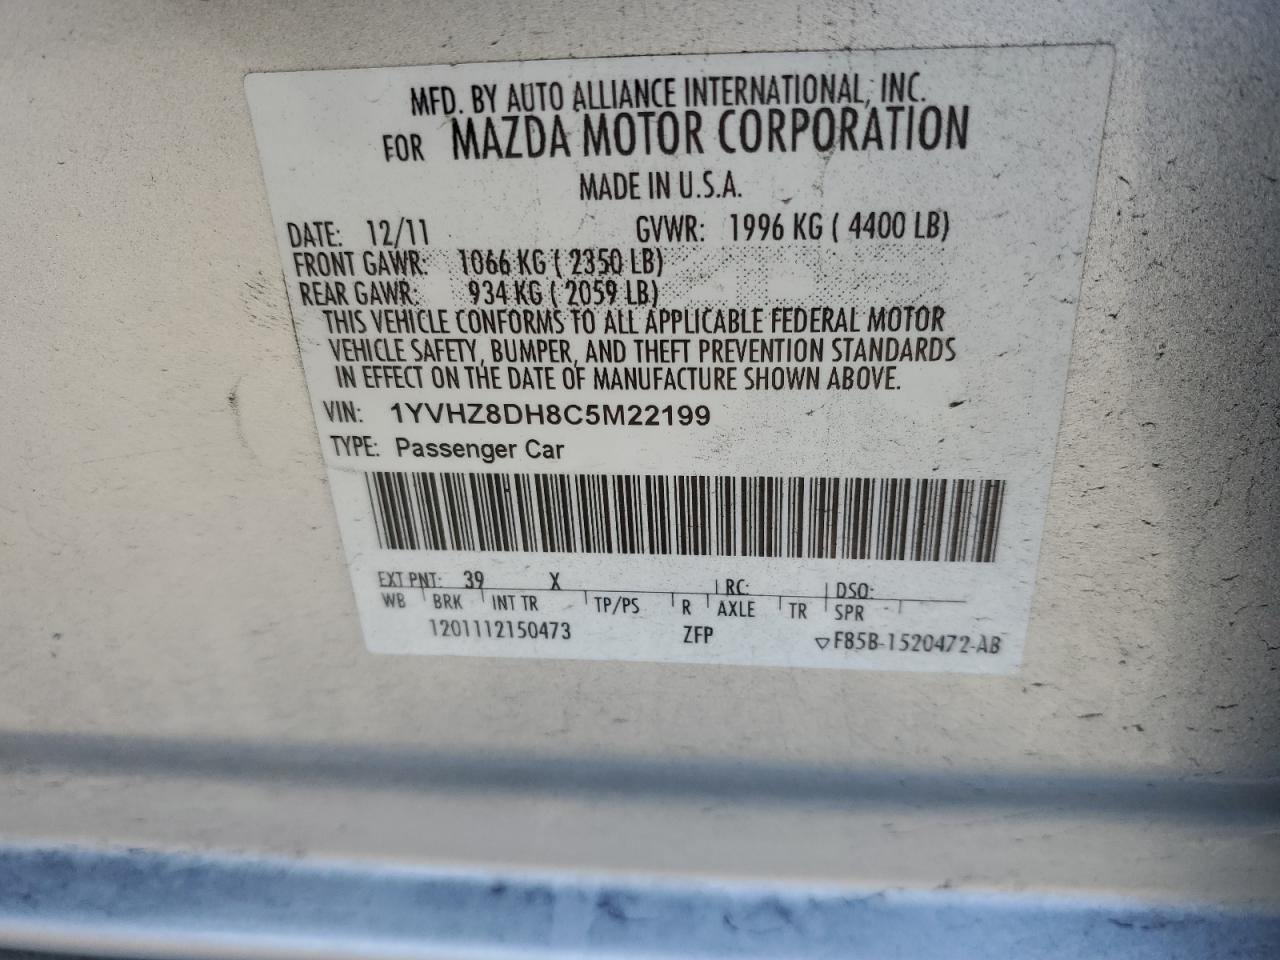 MFD. BY AUTO ALLIANCE INTERNATIONAL, INC.
FOR MAZDA MOTOR CORPORATION
MADE IN U.S.A.
DATE: 12/11 GVWR: 1996 KG ( 4400 LB)
FRONT GAWR: 1066 KG ( 2350 LB)
REAR GAWR: 934 KG ( 2059 LB)
THIS VEHICLE CONFORMS TO ALL APPLICABLE FEDERAL MOTOR
VEHICLE SAFETY, BUMPER, AND THEFT PREVENTION STANDARDS
IN EFFECT ON THE DATE OF MANUFACTURE SHOWN ABOVE.
VIN: 1YVHZ8DH8C5M22199
TYPE: Passenger Car
EXT PNT: 39 X RC: DSO:
WB BRK INT TR TP/PS R AXLE TR SPR
1201112150473 ZFP ▽F85B-1520472-AB